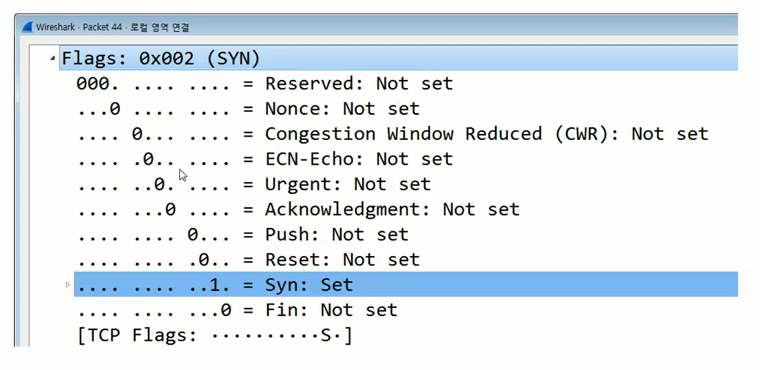 Wireshark · Packet 44 · 로컬 영역 연결
Flags: 0x002 (SYN)
000. .... .... = Reserved: Not set
...0 .... .... = Nonce: Not set
.... 0... .... = Congestion Window Reduced (CWR): Not set
.... .0.. .... = ECN-Echo: Not set
.... ..0. .... = Urgent: Not set
.... ...0 .... = Acknowledgment: Not set
.... .... 0... = Push: Not set
.... .... .0.. = Reset: Not set
.... .... ..1. = Syn: Set
.... .... ...0 = Fin: Not set
[TCP Flags: ··········S·]